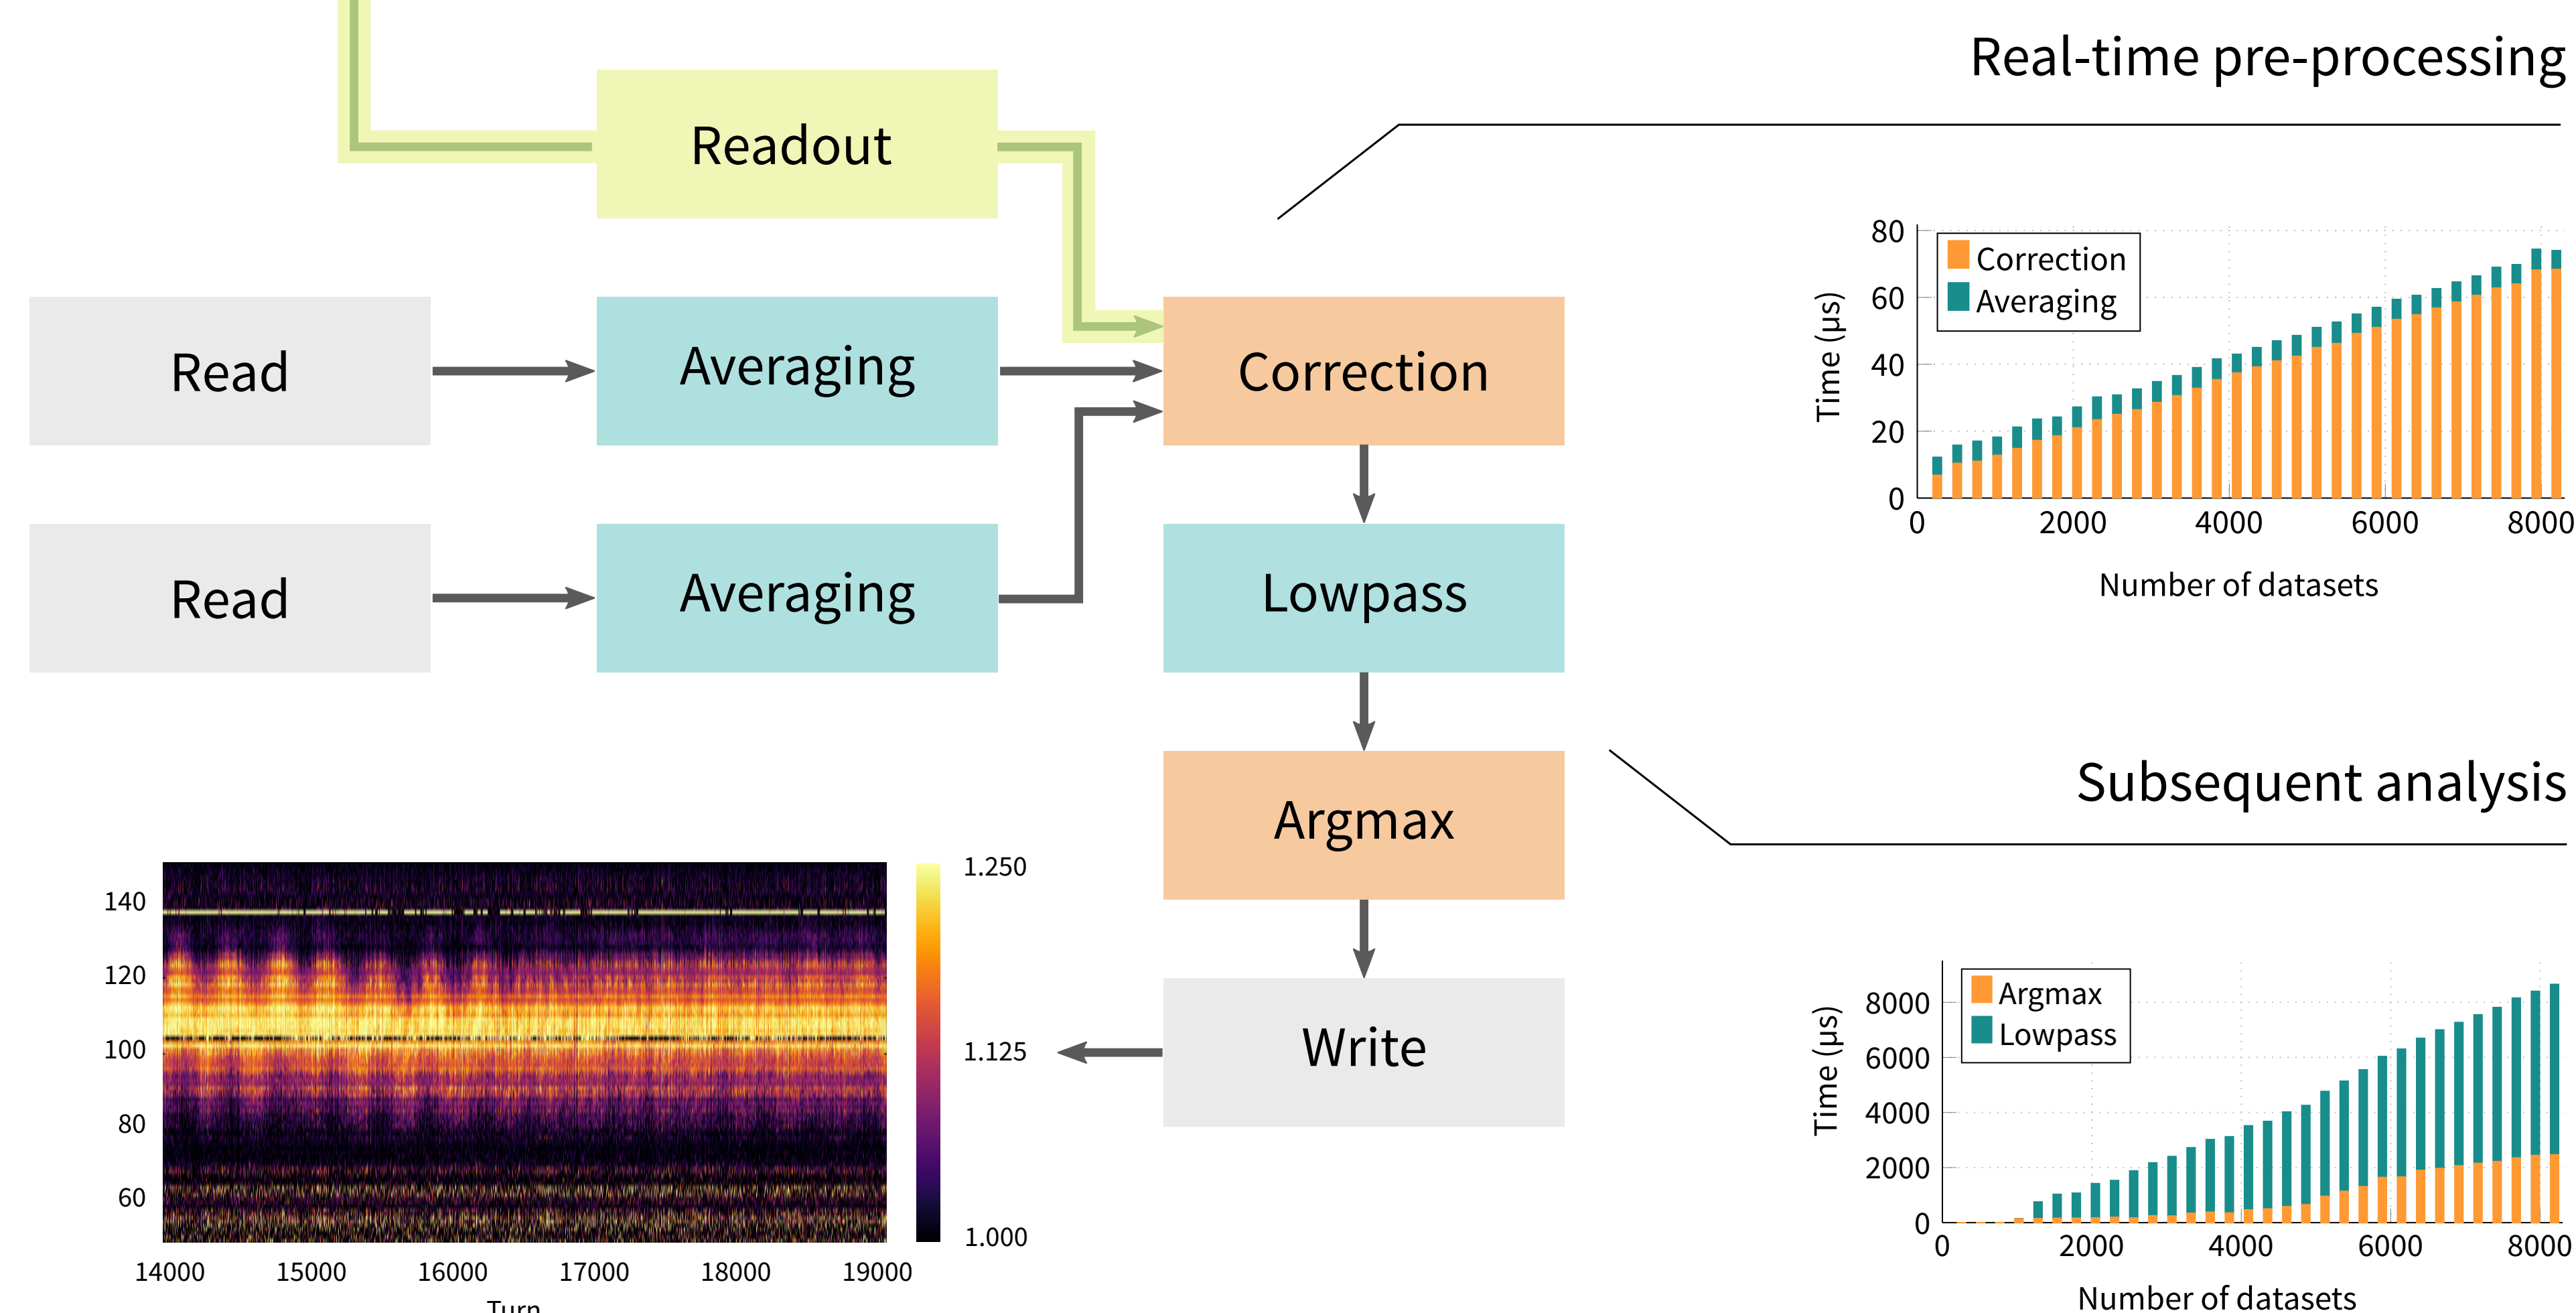 Real-time pre-processing
Readout
Read
Averaging
Correction
Read
Averaging
Lowpass
Argmax
Write
80
60
40
20
0
Time (µs)
Correction
Averaging
0 2000 4000 6000 8000
Number of datasets
Subsequent analysis
8000
6000
4000
2000
0
Time (µs)
Argmax
Lowpass
0 2000 4000 6000 8000
Number of datasets
140
120
100
80
60
14000 15000 16000 17000 18000 19000
Turn
1.250
1.125
1.000